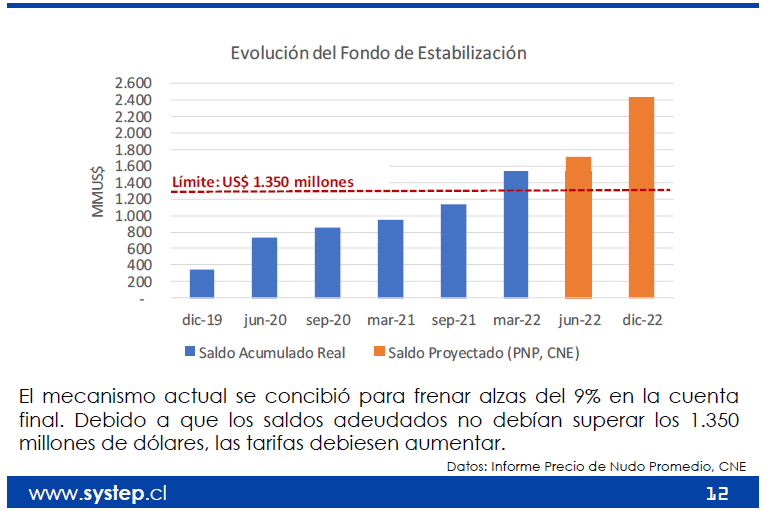 Evolución del Fondo de Estabilización
2.600
2.400
2.200
2.000
1.800
1.600
1.400
1.200
1.000
800
600
400
200
-
MMUS$
Límite: US$ 1.350 millones
dic-19 jun-20 sep-20 mar-21 sep-21 mar-22 jun-22 dic-22
Saldo Acumulado Real Saldo Proyectado (PNP, CNE)
El mecanismo actual se concibió para frenar alzas del 9% en la cuenta
final. Debido a que los saldos adeudados no debían superar los 1.350
millones de dólares, las tarifas debiesen aumentar.
Datos: Informe Precio de Nudo Promedio, CNE
www.systep.cl 12